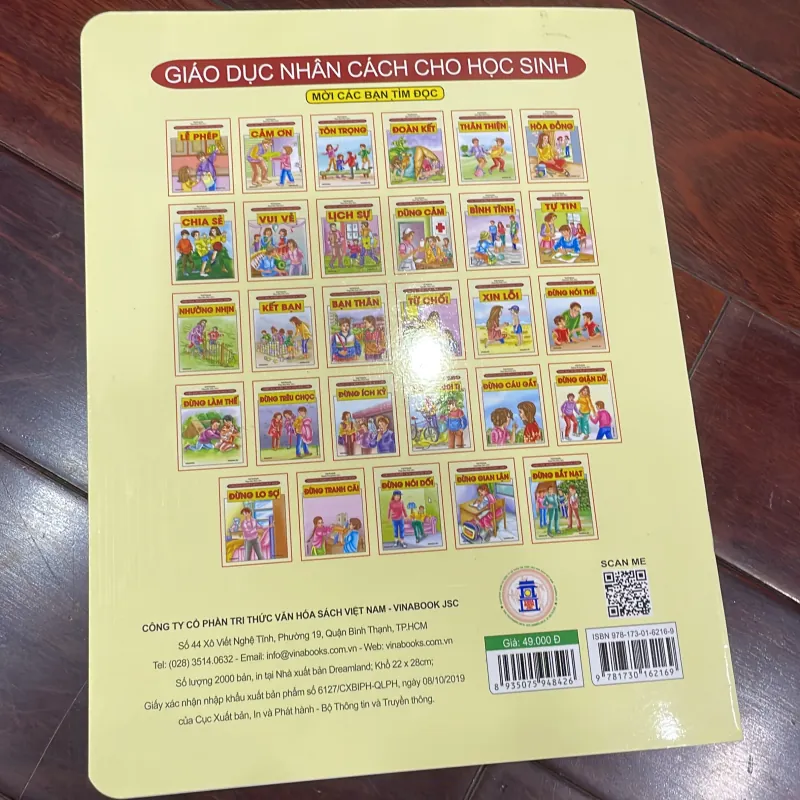 GIÁO DỤC NHÂN CÁCH CHO HỌC SINH
MỜI CÁC BẠN TÌM ĐỌC
LỄ PHÉP
CẢM ƠN
TÔN TRỌNG
ĐOÀN KẾT
THÂN THIỆN
HÒA ĐỒNG
CHIA SẺ
VUI VẺ
LỊCH SỰ
DŨNG CẢM
BÌNH TĨNH
TỰ TIN
NHƯỜNG NHỊN
KẾT BẠN
BẠN THÂN
TỪ CHỐI
XIN LỖI
ĐỪNG NÓI THẾ
ĐỪNG LÀM THẾ
ĐỪNG TRÊU CHỌC
ĐỪNG ÍCH KỶ
ĐỪNG CÁU GẮT
ĐỪNG GIẬN DỮ
ĐỪNG LO SỢ
ĐỪNG TRANH CÃI
ĐỪNG NÓI DỐI
ĐỪNG GIAN LẬN
ĐỪNG BẮT NẠT
CÔNG TY CỔ PHẦN TRI THỨC VĂN HÓA SÁCH VIỆT NAM - VINABOOK JSC
Số 44 Xô Viết Nghệ Tĩnh, Phường 19, Quận Bình Thạnh, TP.HCM
Tel: (028) 3514.0632 - Email: info@vinabooks.com.vn - Web: vinabooks.com.vn
Số lượng 2000 bản, in tại Nhà xuất bản Dreamland; Khổ 22 x 28cm;
Giấy xác nhận nhập khẩu xuất bản phẩm số 6127/CXBIPH-QLPH, ngày 08/10/2019
của Cục Xuất bản, In và Phát hành - Bộ Thông tin và Truyền thông.
SCAN ME
Giá: 49.000 Đ
8 935075 948426
ISBN 978-173-01-6216-9
9 781730 162169